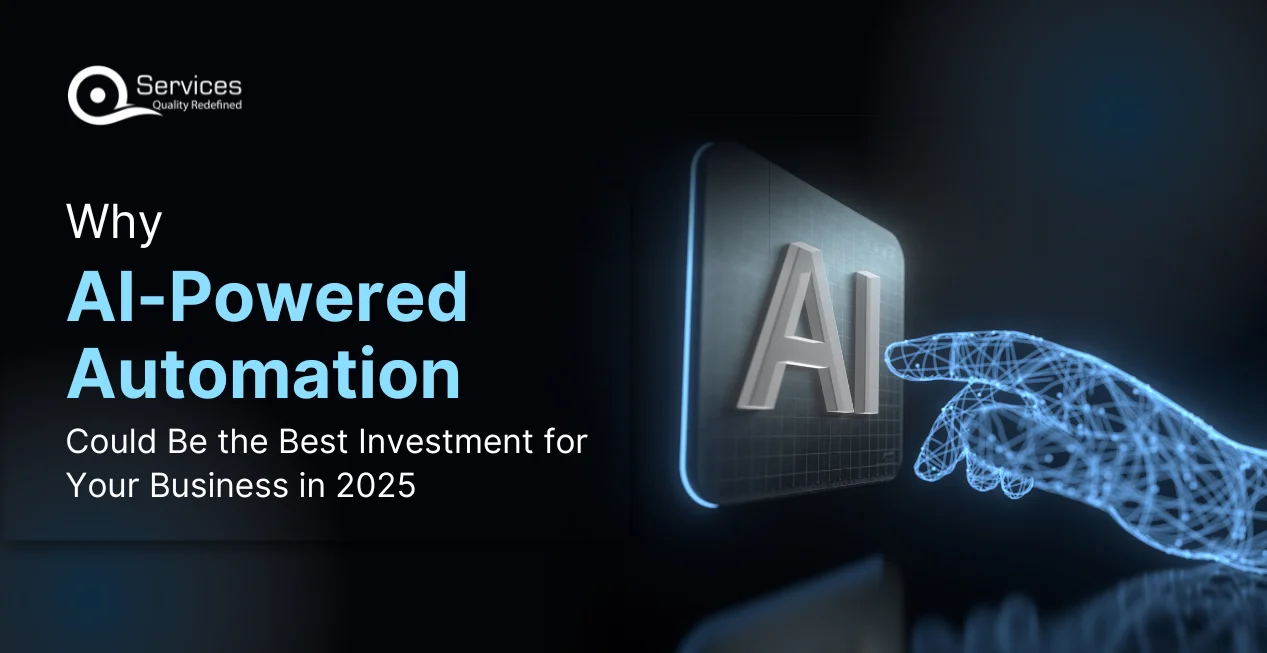 Services
Quality Redefined
Why
AI-Powered
Automation
Could Be the Best Investment for
Your Business in 2025
AI